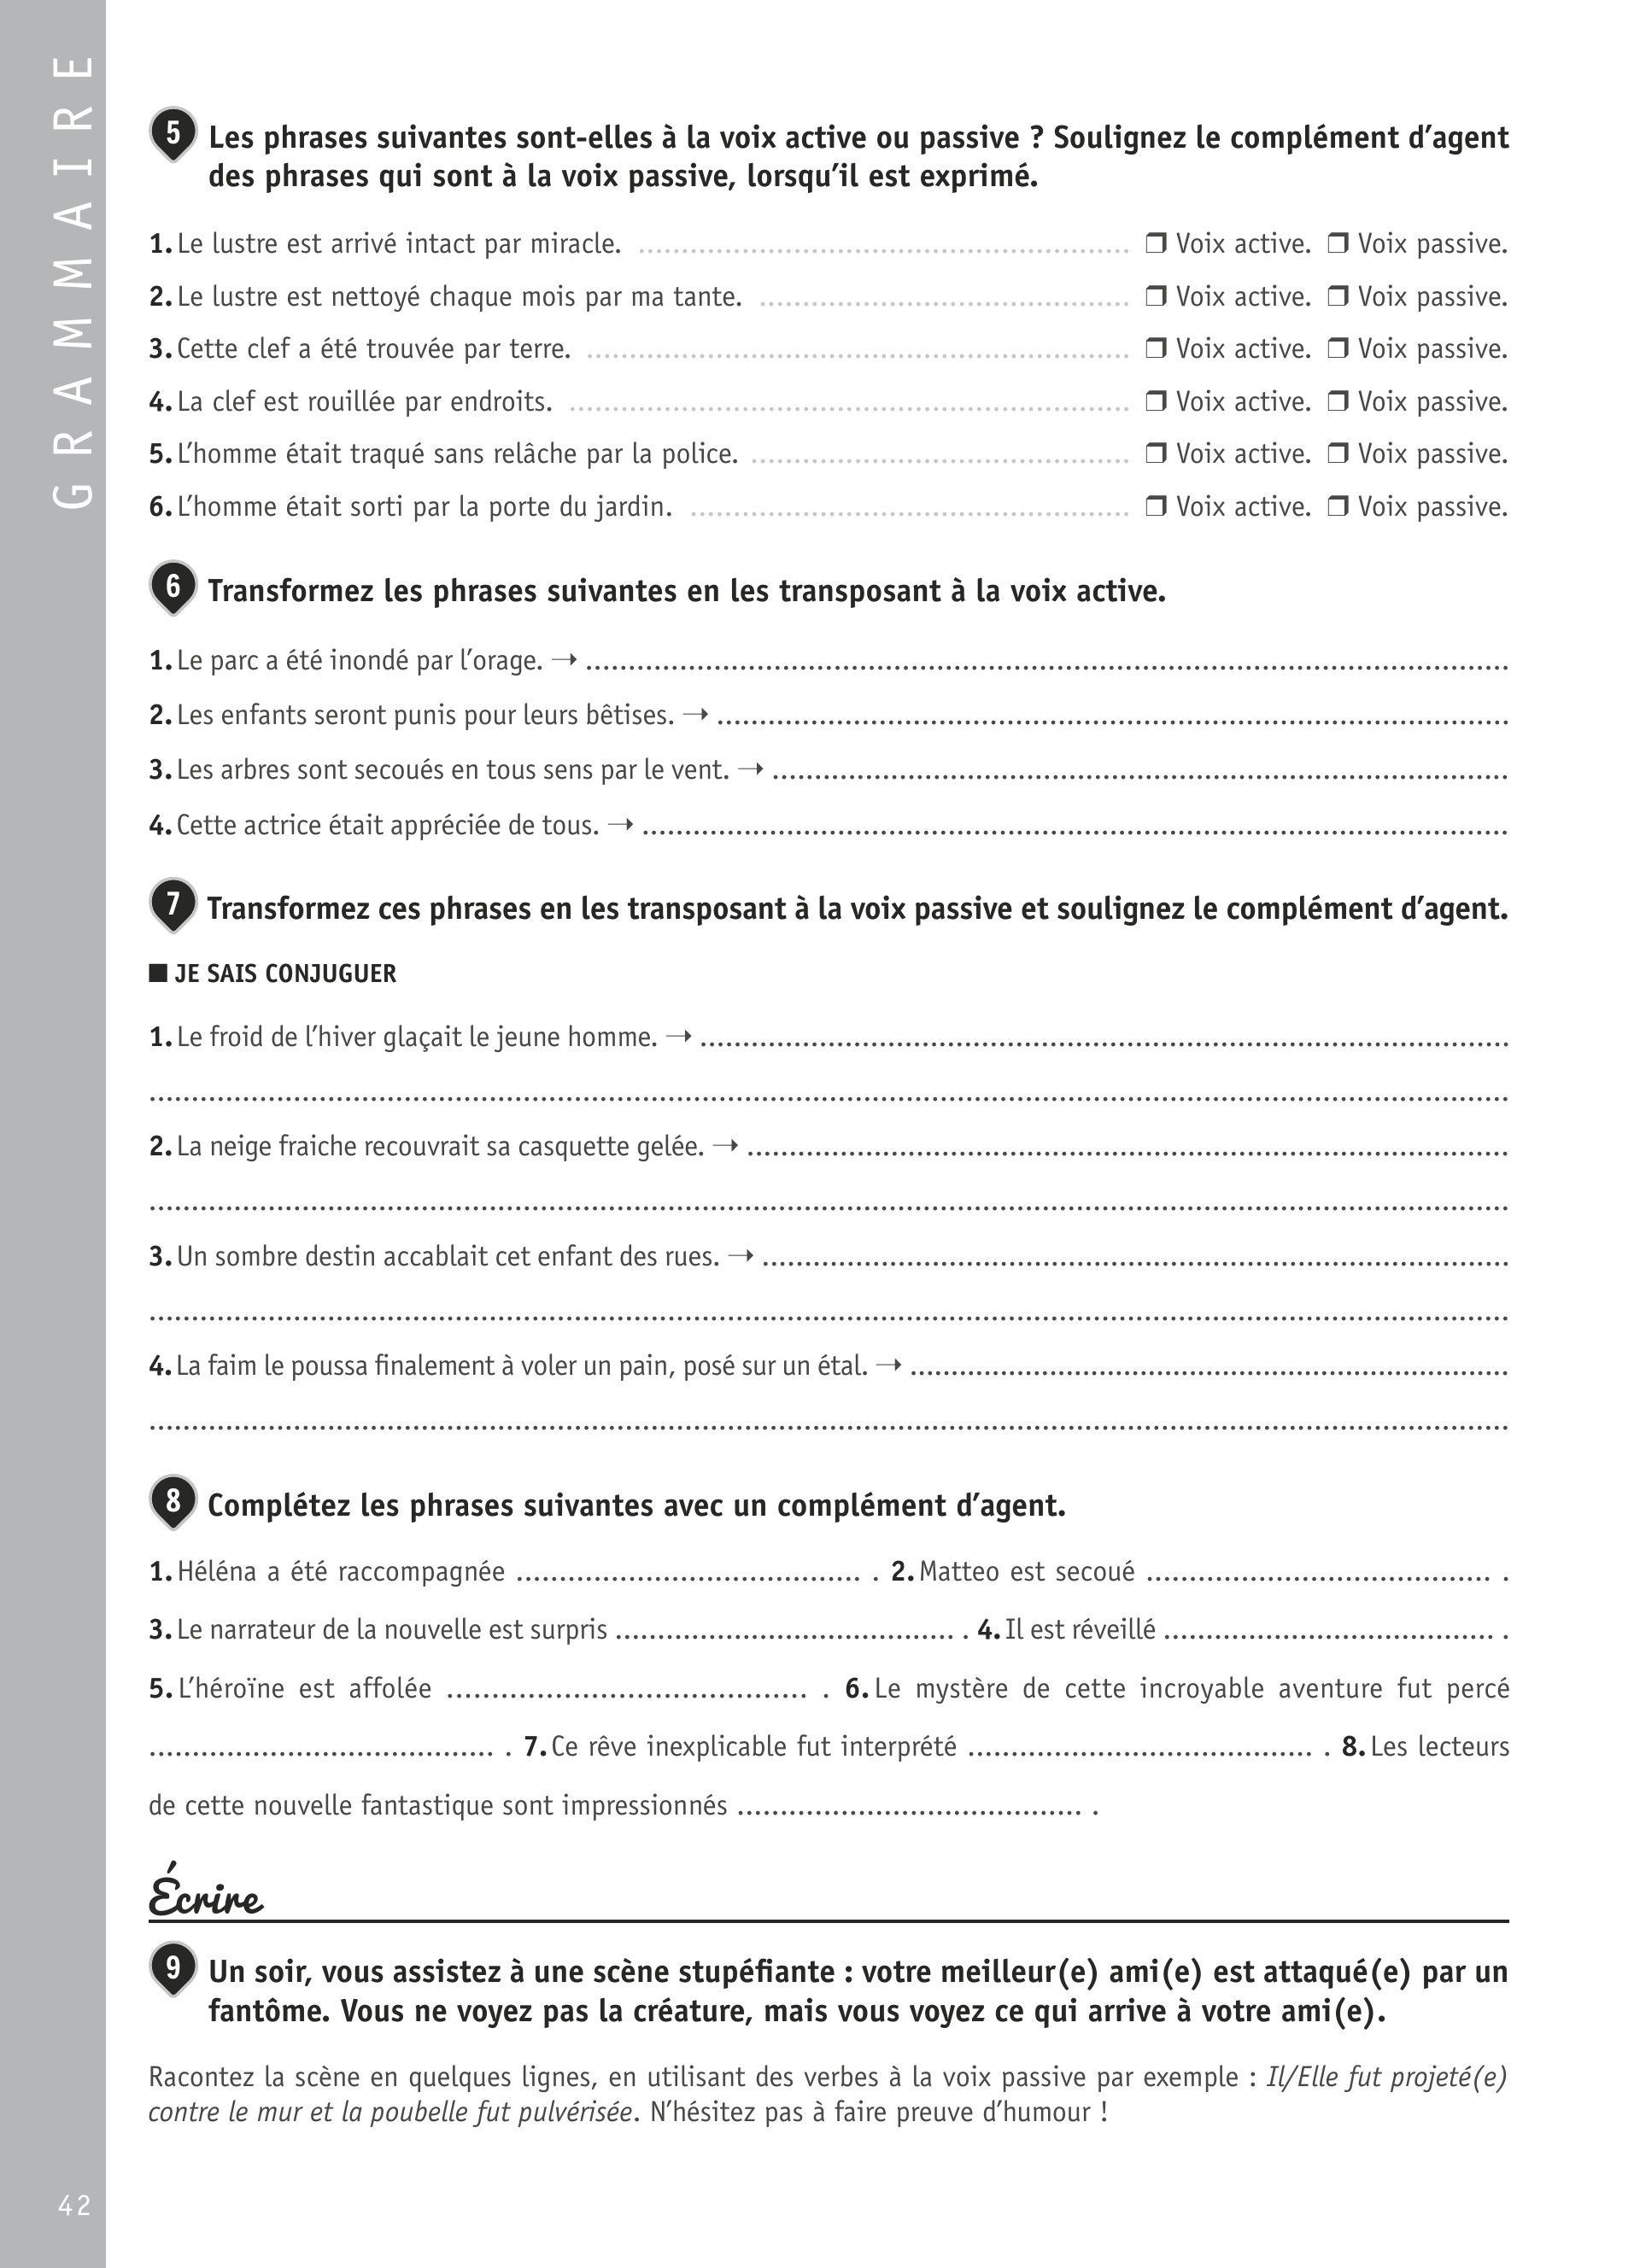 GRAMMAIRE
5 Les phrases suivantes sont-elles à la voix active ou passive ? Soulignez le complément d’agent
des phrases qui sont à la voix passive, lorsqu’il est exprimé.
1. Le lustre est arrivé intact par miracle. ................ ❒ Voix active. ❒ Voix passive.
2. Le lustre est nettoyé chaque mois par ma tante. ................ ❒ Voix active. ❒ Voix passive.
3. Cette clef a été trouvée par terre. ................ ❒ Voix active. ❒ Voix passive.
4. La clef est rouillée par endroits. ................ ❒ Voix active. ❒ Voix passive.
5. L’homme était traqué sans relâche par la police. ................ ❒ Voix active. ❒ Voix passive.
6. L’homme était sorti par la porte du jardin. ................ ❒ Voix active. ❒ Voix passive.
6 Transformez les phrases suivantes en les transposant à la voix active.
1. Le parc a été inondé par l’orage. → ................
2. Les enfants seront punis pour leurs bêtises. → ................
3. Les arbres sont secoués en tous sens par le vent. → ................
4. Cette actrice était appréciée de tous. → ................
7 Transformez ces phrases en les transposant à la voix passive et soulignez le complément d’agent.
■ JE SAIS CONJUGUER
1. Le froid de l’hiver glaçait le jeune homme. → ................
................
2. La neige fraiche recouvrait sa casquette gelée. → ................
................
3. Un sombre destin accablait cet enfant des rues. → ................
................
4. La faim le poussa finalement à voler un pain, posé sur un étal. → ................
................
8 Complétez les phrases suivantes avec un complément d’agent.
1. Héléna a été raccompagnée ................ . 2. Matteo est secoué ................ .
3. Le narrateur de la nouvelle est surpris ................ . 4. Il est réveillé ................ .
5. L’héroïne est affolée ................ . 6. Le mystère de cette incroyable aventure fut percé
................ . 7. Ce rêve inexplicable fut interprété ................ . 8. Les lecteurs
de cette nouvelle fantastique sont impressionnés ................ .
Écrire
9 Un soir, vous assistez à une scène stupéfiante : votre meilleur(e) ami(e) est attaqué(e) par un
fantôme. Vous ne voyez pas la créature, mais vous voyez ce qui arrive à votre ami(e).
Racontez la scène en quelques lignes, en utilisant des verbes à la voix passive par exemple : Il/Elle fut projeté(e)
contre le mur et la poubelle fut pulvérisée. N’hésitez pas à faire preuve d’humour !
42